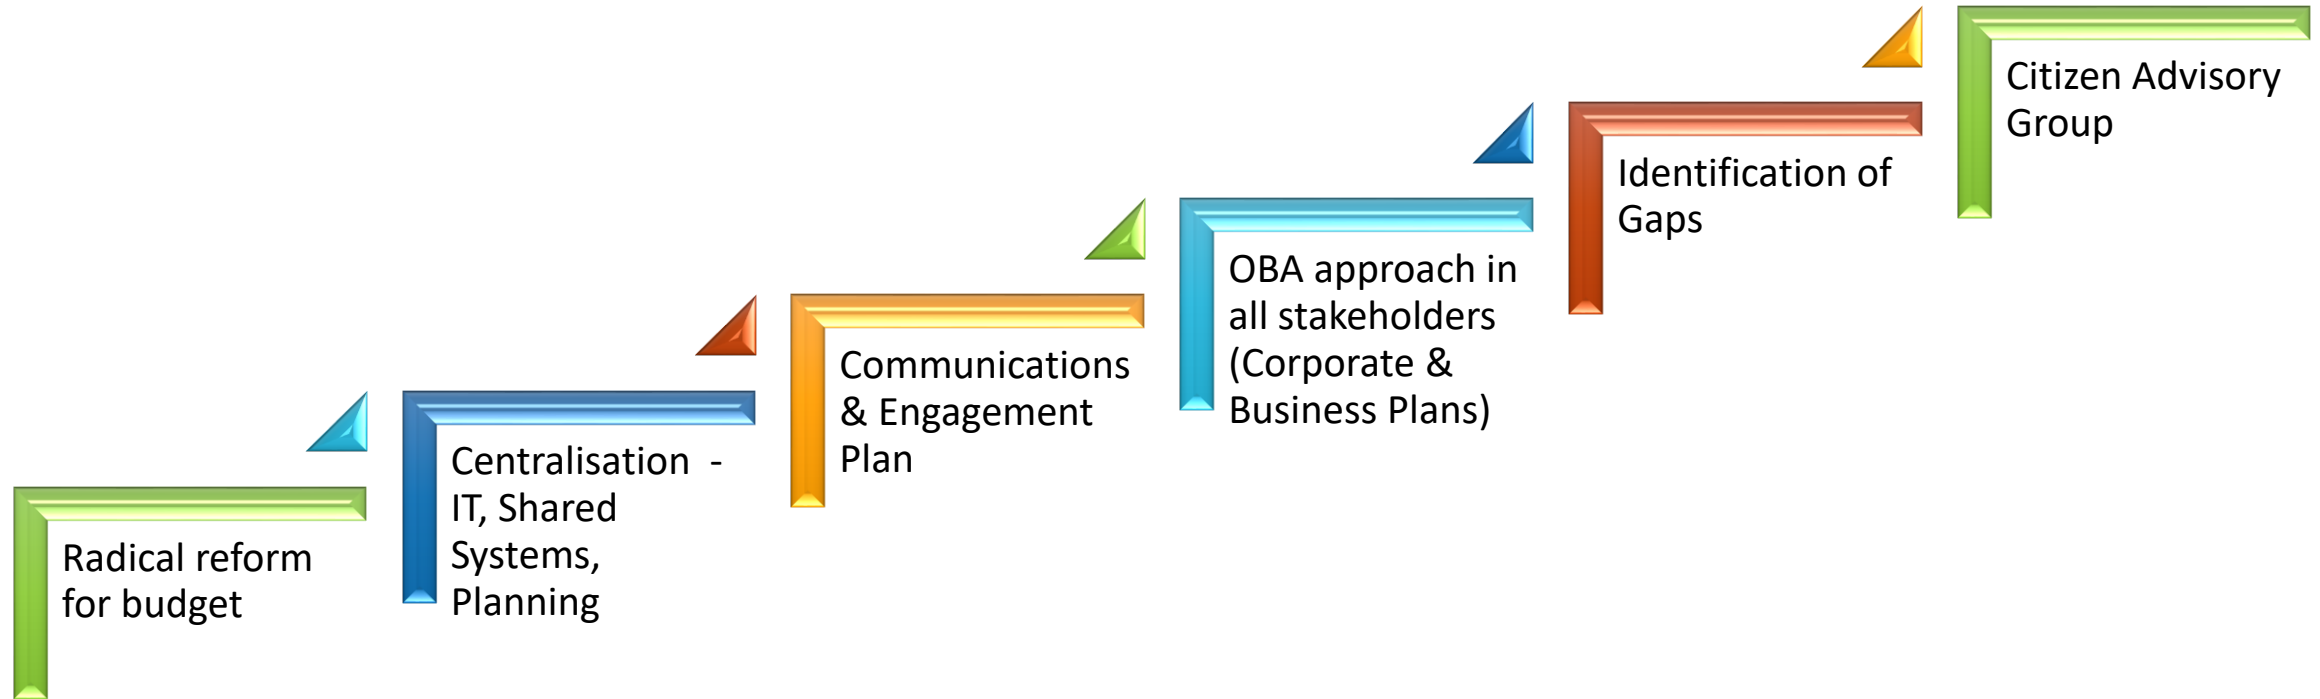 Radical reform
for budget
Centralisation  -
IT, Shared
Systems,
Planning
Communications
& Engagement
Plan
OBA approach in
all stakeholders
(Corporate &
Business Plans)
Identification of
Gaps
Citizen Advisory
Group